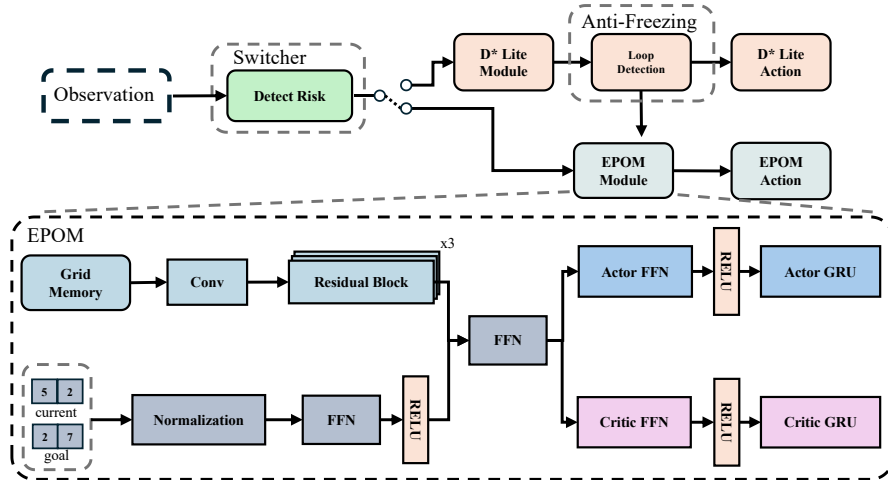 Anti-Freezing
Switcher
Observation
Detect Risk
D* Lite
Module
Loop
Detection
D* Lite
Action
EPOM
Module
EPOM
Action
EPOM
x3
Grid
Memory
Conv
Residual Block
FFN
Actor FFN
RELU
Actor GRU
5 2
current
2 7
goal
Normalization
FFN
RELU
Critic FFN
RELU
Critic GRU